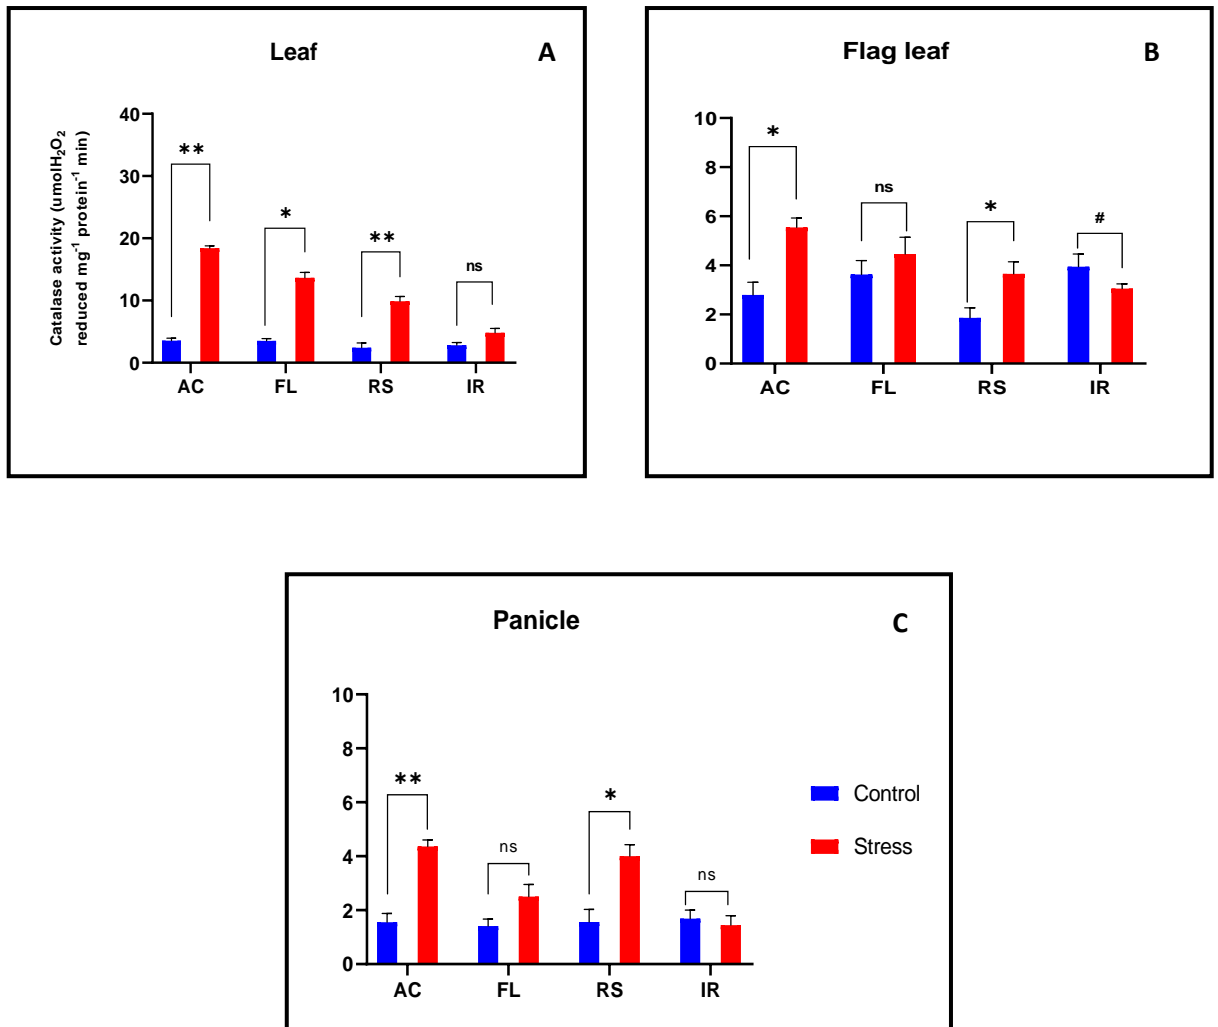 Leaf
A
Catalase activity (umolH₂O₂
reduced mg⁻¹ protein⁻¹ min)
40
30
20
10
0
**
*
**
ns
AC FL RS IR
Flag leaf
B
10
8
6
4
2
0
*
ns
*
#
AC FL RS IR
Panicle
C
10
8
6
4
2
0
**
ns
*
ns
AC FL RS IR
Control
Stress